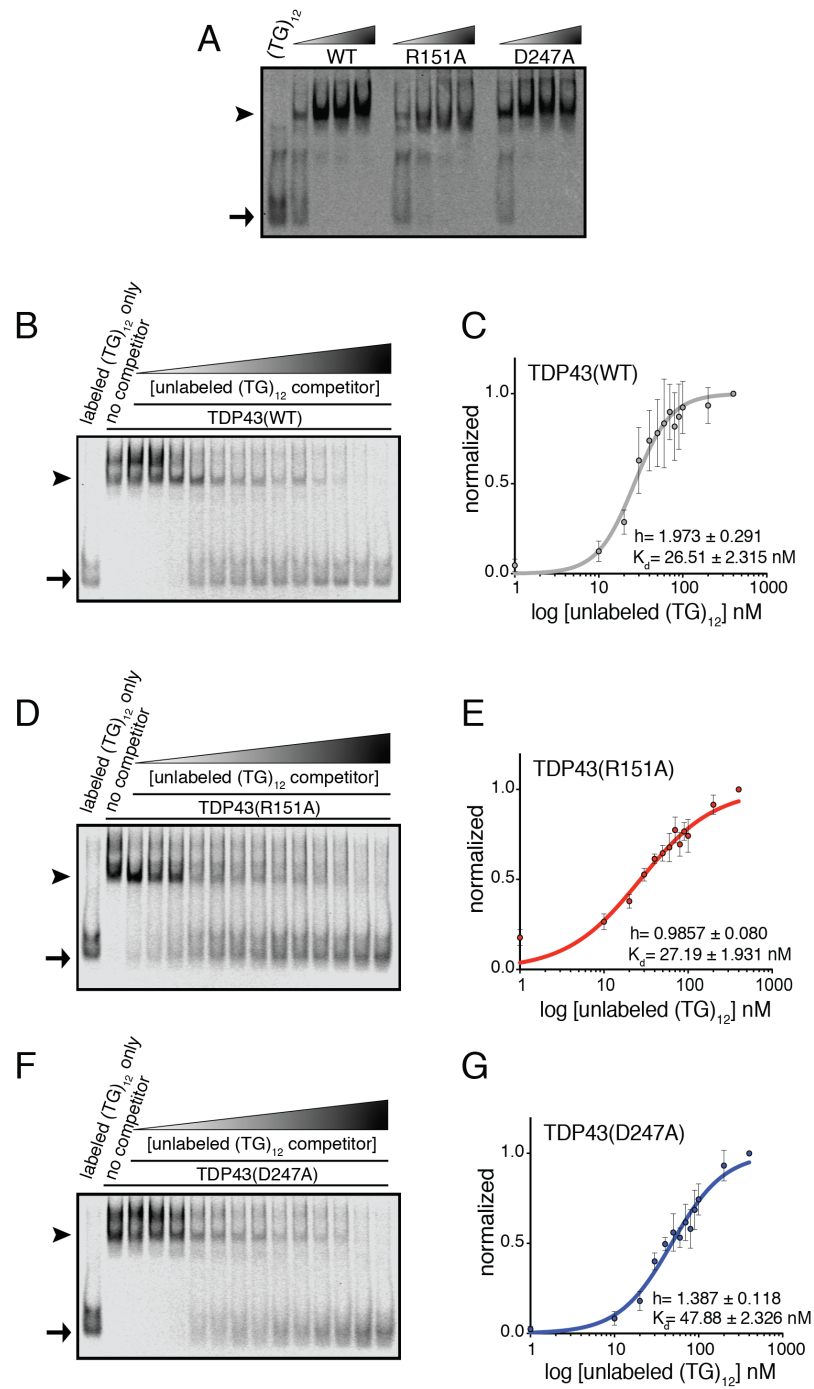 A
(TG)12
WT R151A D247A
B
labeled (TG)12 only
no competitor
[unlabeled (TG)12 competitor]
TDP43(WT)
C
TDP43(WT)
normalized
1.0
0.5
0.0
h= 1.973 ± 0.291
Kd= 26.51 ± 2.315 nM
1 10 100 1000
log [unlabeled (TG)12] nM
D
labeled (TG)12 only
no competitor
[unlabeled (TG)12 competitor]
TDP43(R151A)
E
TDP43(R151A)
normalized
1.0
0.5
0.0
h= 0.9857 ± 0.080
Kd= 27.19 ± 1.931 nM
1 10 100 1000
log [unlabeled (TG)12] nM
F
labeled (TG)12 only
no competitor
[unlabeled (TG)12 competitor]
TDP43(D247A)
G
TDP43(D247A)
normalized
1.0
0.5
0.0
h= 1.387 ± 0.118
Kd= 47.88 ± 2.326 nM
1 10 100 1000
log [unlabeled (TG)12] nM